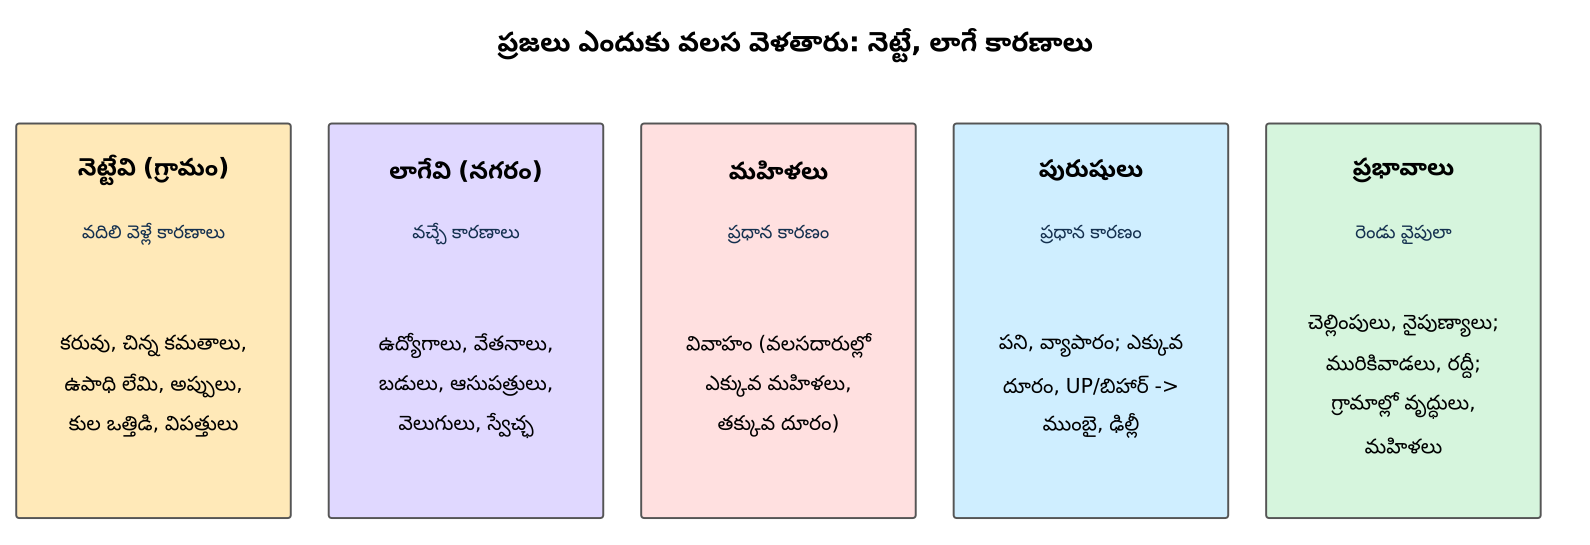 ప్రజలు ఎందుకు వలస వెళతారు: నెట్టే, లాగే కారణాలు
నెట్టేవి (గ్రామం)
వదిలి వెళ్లే కారణాలు
కరువు, చిన్న కమతాలు,
ఉపాధి లేమి, అప్పులు,
కుల ఒత్తిడి, విపత్తులు
లాగేవి (నగరం)
వచ్చే కారణాలు
ఉద్యోగాలు, వేతనాలు,
బడులు, ఆసుపత్రులు,
వెలుగులు, స్వేచ్ఛ
మహిళలు
ప్రధాన కారణం
వివాహం (వలసదారుల్లో
ఎక్కువ మహిళలు,
తక్కువ దూరం)
పురుషులు
ప్రధాన కారణం
పని, వ్యాపారం; ఎక్కువ
దూరం, UP/బిహార్ ->
ముంబై, ఢిల్లీ
ప్రభావాలు
రెండు వైపులా
చెల్లింపులు, నైపుణ్యాలు;
మురికివాడలు, రద్దీ;
గ్రామాల్లో వృద్ధులు,
మహిళలు